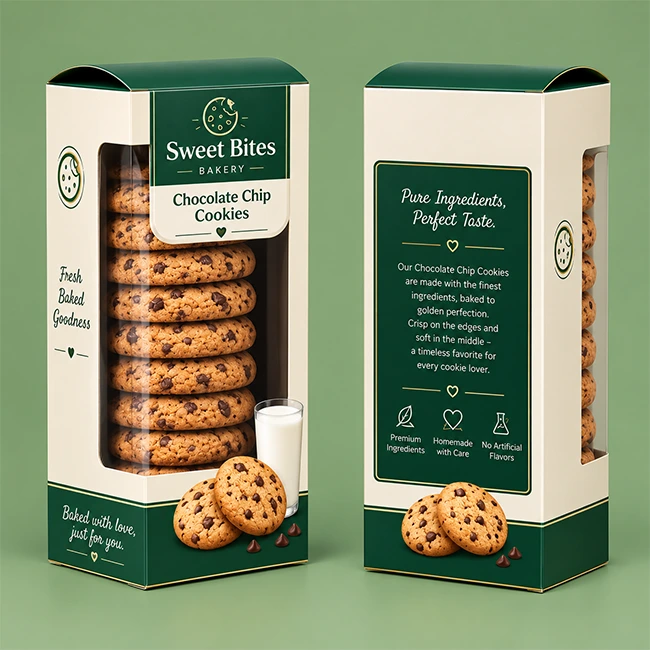 Sweet Bites
BAKERY
Chocolate Chip
Cookies
Fresh
Baked
Goodness
Baked with love,
just for you.
Pure Ingredients,
Perfect Taste.
Our Chocolate Chip Cookies
are made with the finest
ingredients, baked to
golden perfection.
Crisp on the edges and
soft in the middle –
a timeless favorite for
every cookie lover.
Premium
Ingredients
Homemade
with Care
No Artificial
Flavors